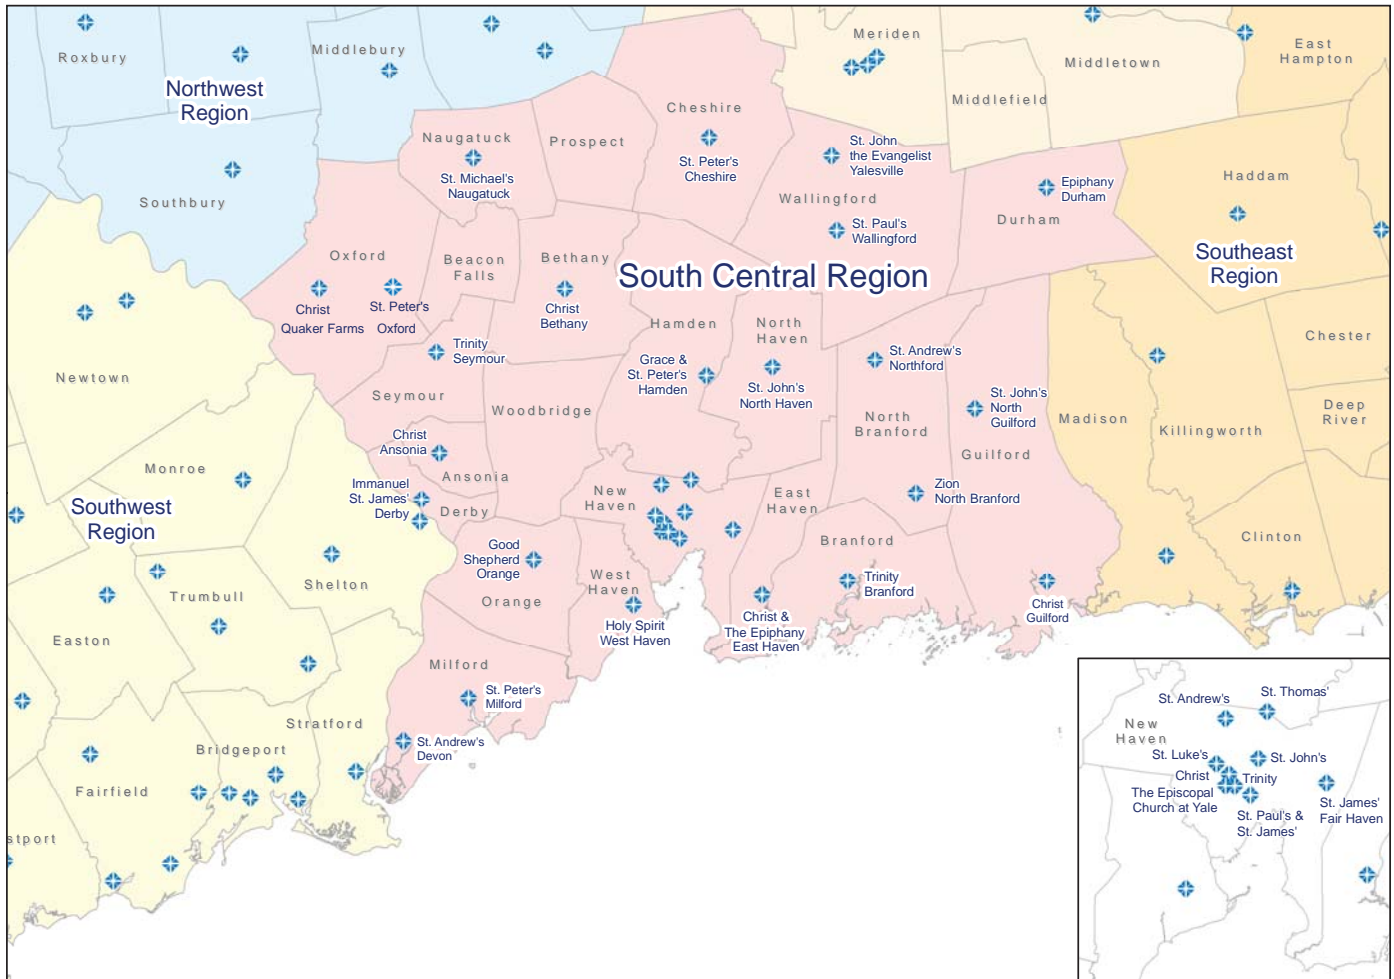 Roxbury
Middlebury
Northwest
Region
Southbury
Meriden
Middletown
Middlefield
East
Hampton
Cheshire
St. Peter's
Cheshire
Naugatuck
St. Michael's
Naugatuck
Prospect
St. John
the Evangelist
Yalesville
Wallingford
St. Paul's
Wallingford
Epiphany
Durham
Durham
Haddam
Southeast
Region
Chester
Deep
River
Oxford
Christ
Quaker Farms
St. Peter's
Oxford
Beacon
Falls
Bethany
Christ
Bethany
South Central Region
Trinity
Seymour
Seymour
Hamden
Grace &
St. Peter's
Hamden
North
Haven
St. John's
North Haven
St. Andrew's
Northford
St. John's
North
Guilford
North
Branford
Guilford
Madison
Killingworth
Clinton
Newtown
Monroe
Southwest
Region
Woodbridge
Christ
Ansonia
Ansonia
Immanuel
St. James'
Derby
Derby
New
Haven
East
Haven
Zion
North Branford
Branford
Trinity
Branford
Christ
Guilford
Good
Shepherd
Orange
Orange
West
Haven
Holy Spirit
West Haven
Christ &
The Epiphany
East Haven
Shelton
Trumbull
Easton
Milford
St. Peter's
Milford
St. Andrew's
Devon
Stratford
Bridgeport
Fairfield
stport
St. Andrew's
St. Thomas'
New
Haven
St. Luke's
St. John's
Christ
Trinity
The Episcopal
Church at Yale
St. Paul's &
St. James'
St. James'
Fair Haven